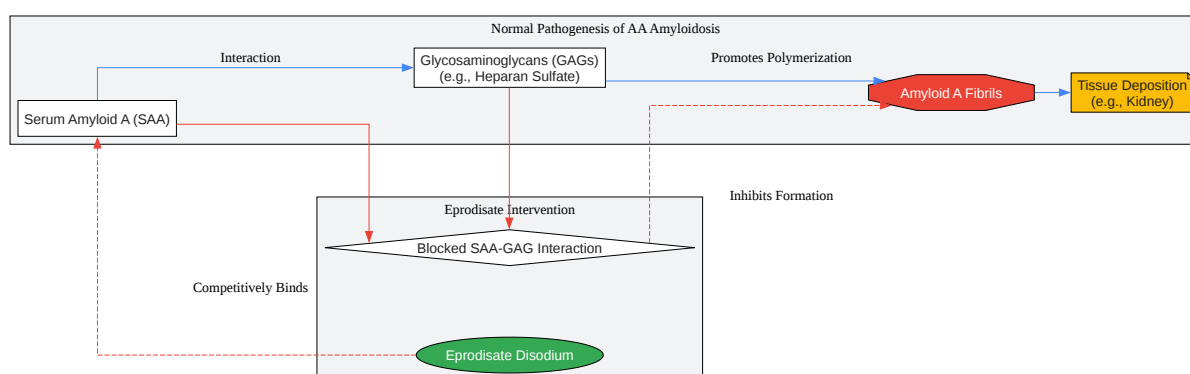 Normal Pathogenesis of AA Amyloidosis
Interaction
Glycosaminoglycans (GAGs)
(e.g., Heparan Sulfate)
Promotes Polymerization
Amyloid A Fibrils
Tissue Deposition
(e.g., Kidney)
Serum Amyloid A (SAA)
Inhibits Formation
Eprodisate Intervention
Blocked SAA-GAG Interaction
Competitively Binds
Eprodisate Disodium